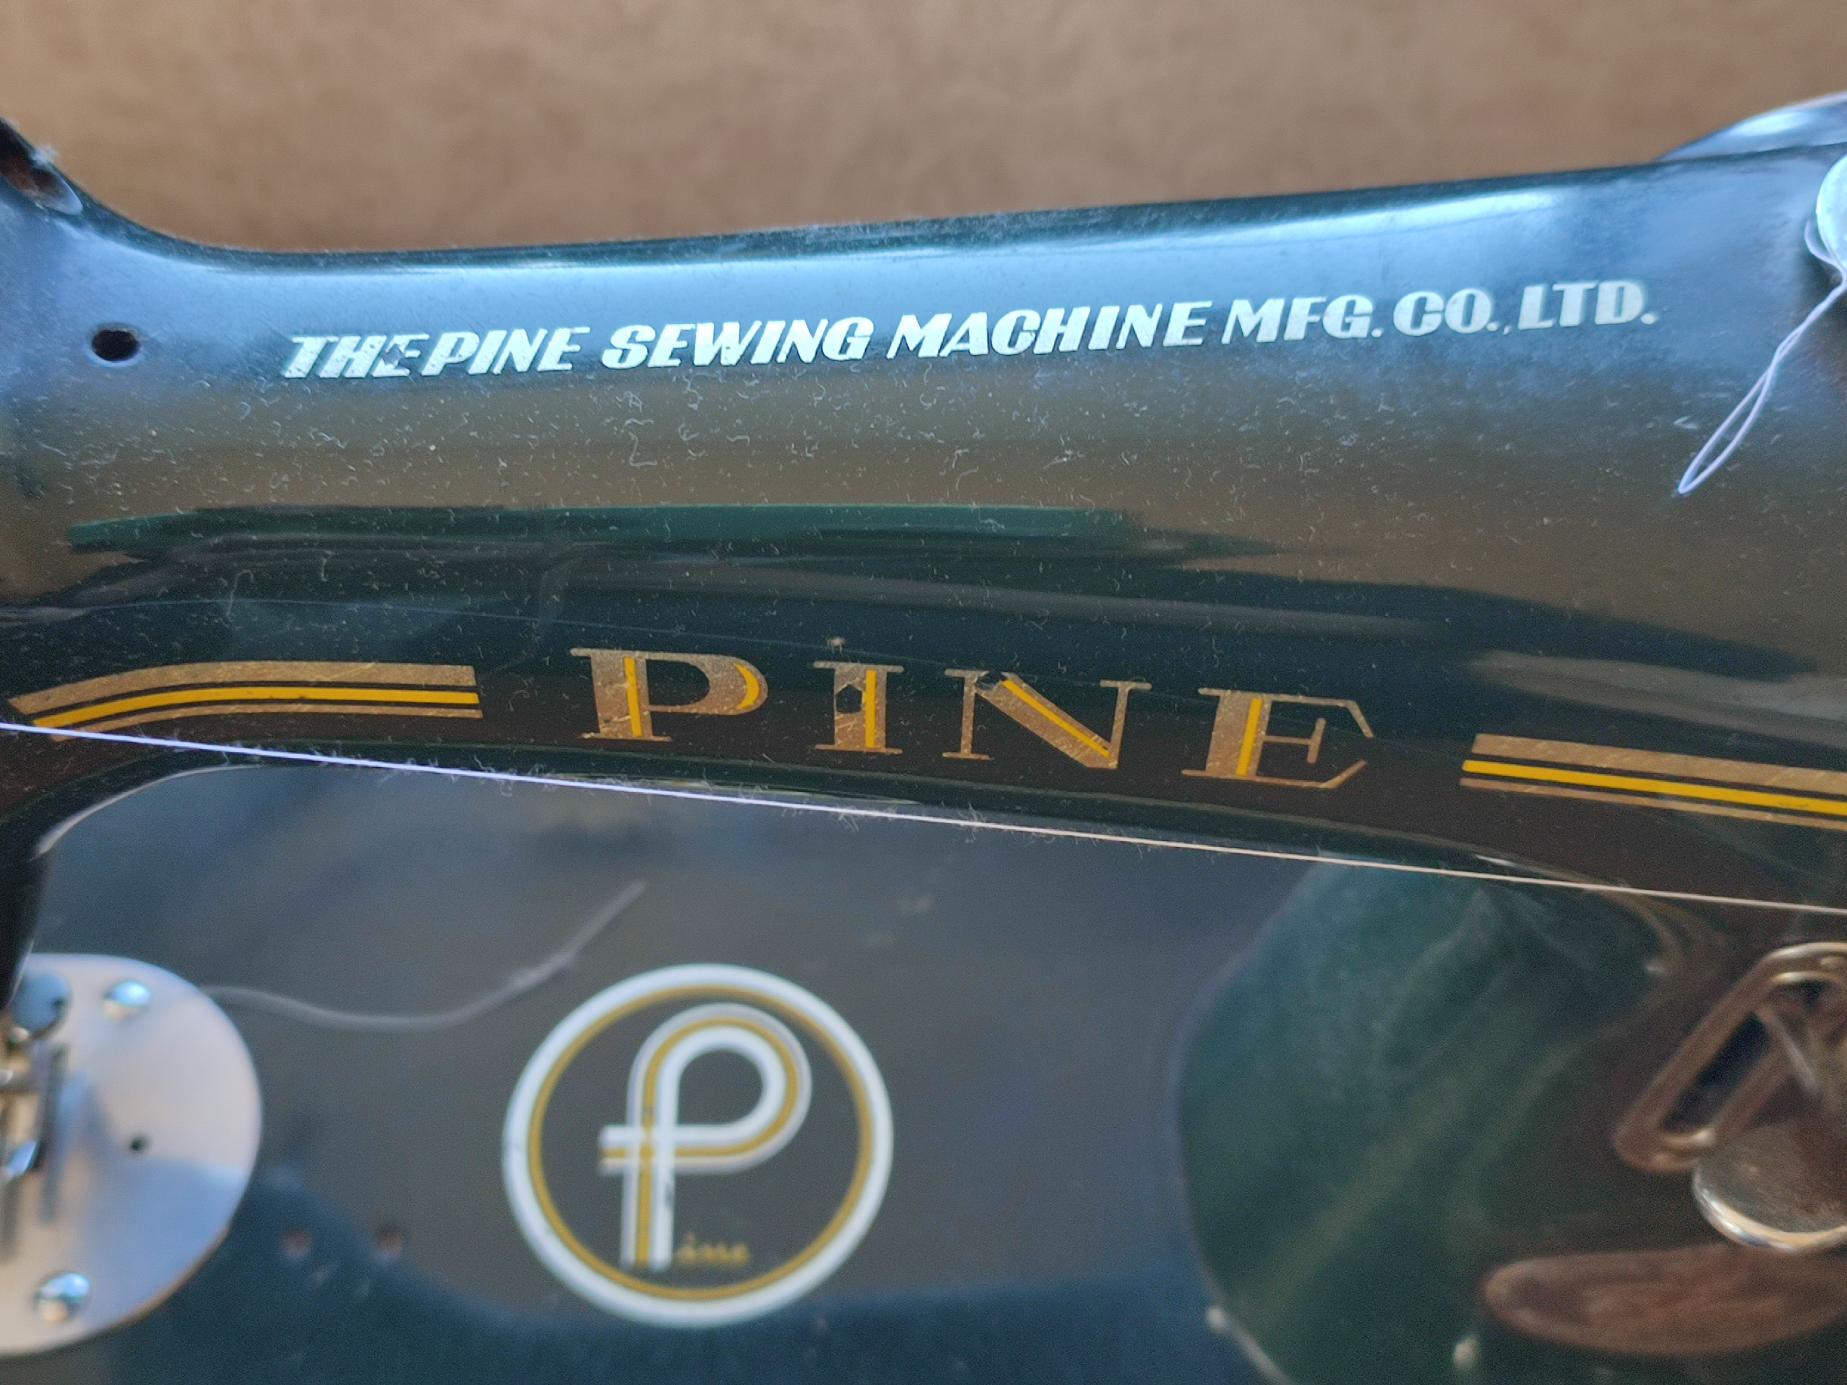 THE PINE SEWING MACHINE MFG. CO., LTD.
PINE
Pine